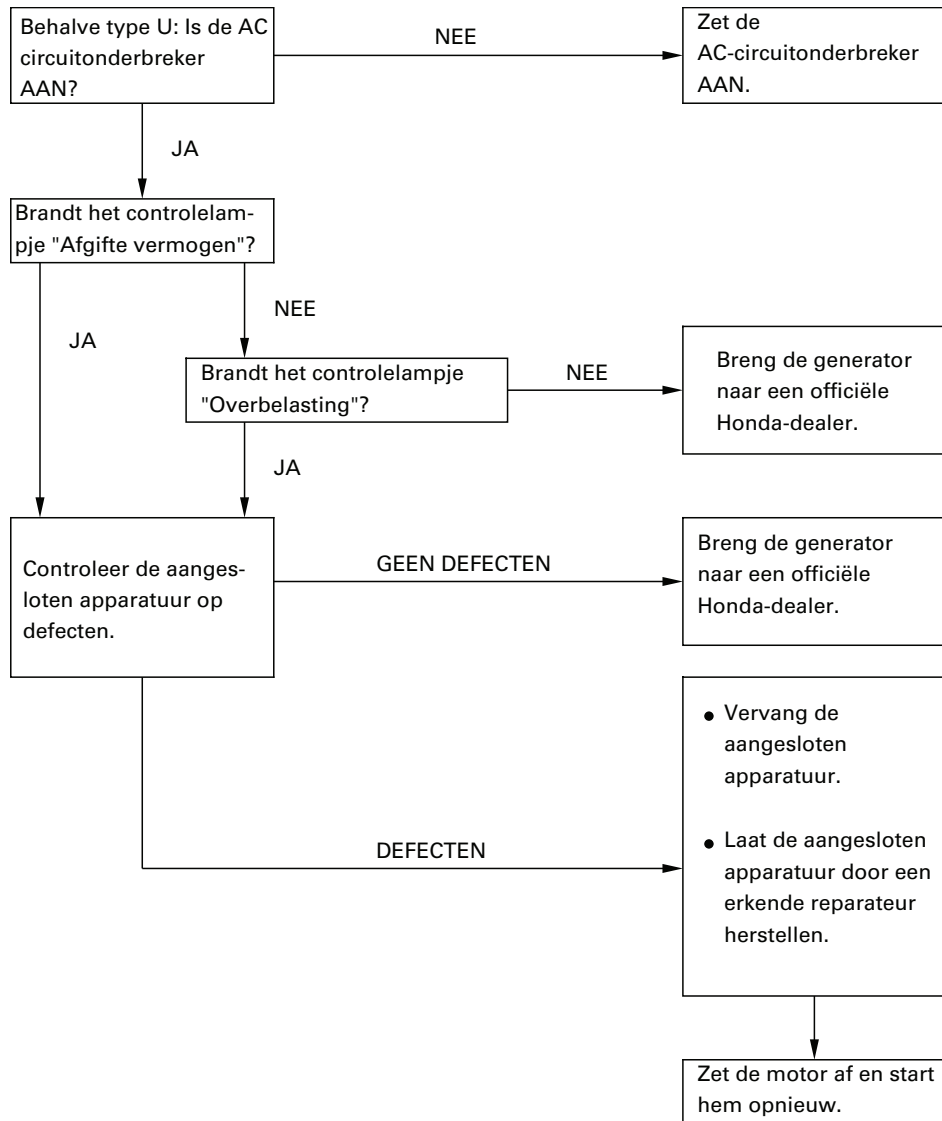 Behalve type U: Is de AC
circuitonderbreker
AAN?
NEE
Zet de
AC-circuitonderbreker
AAN.
JA
Brandt het controlelam-
pje "Afgifte vermogen"?
JA
NEE
Brandt het controlelampje
"Overbelasting"?
NEE
Breng de generator
naar een officiële
Honda-dealer.
JA
Controleer de aanges-
loten apparatuur op
defecten.
GEEN DEFECTEN
Breng de generator
naar een officiële
Honda-dealer.
DEFECTEN
● Vervang de
aangesloten
apparatuur.
● Laat de aangesloten
apparatuur door een
erkende reparateur
herstellen.
Zet de motor af en start
hem opnieuw.